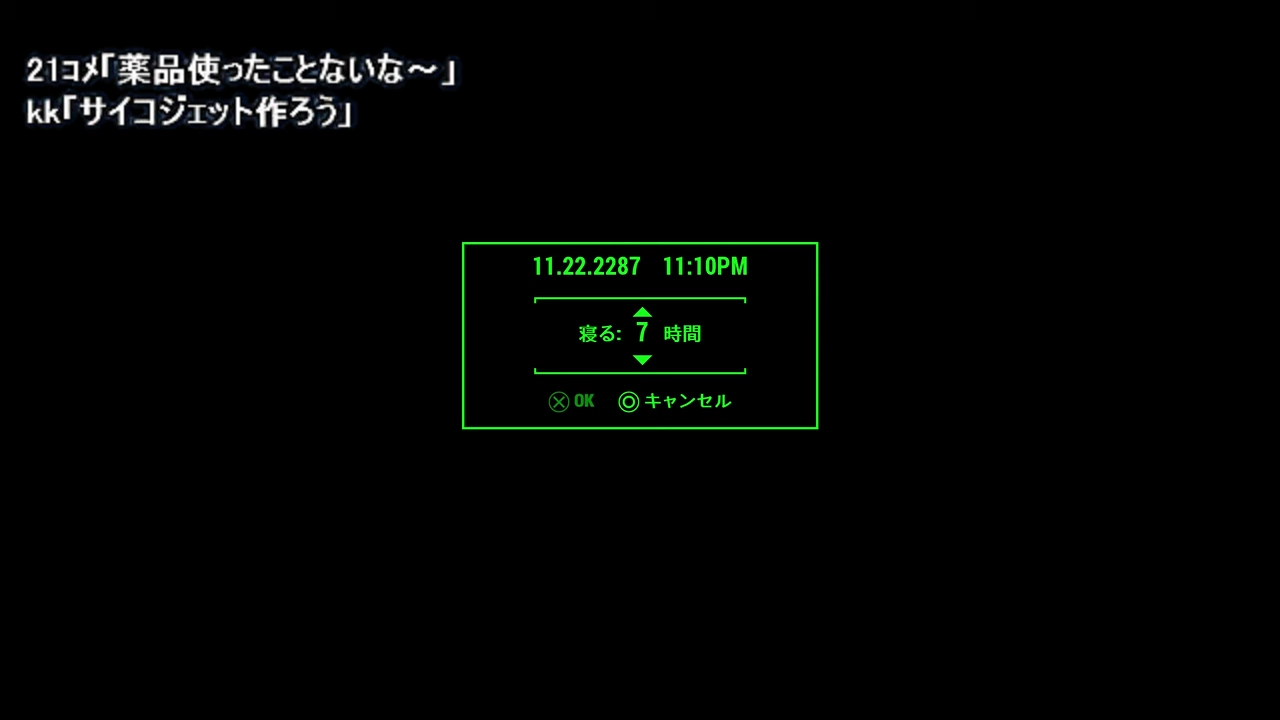 21ｺﾒ｢薬品使ったことないな～｣
kk｢サイコジェット作ろう｣
11.22.2287 11:10PM
寝る: 7 時間
OK キャンセル